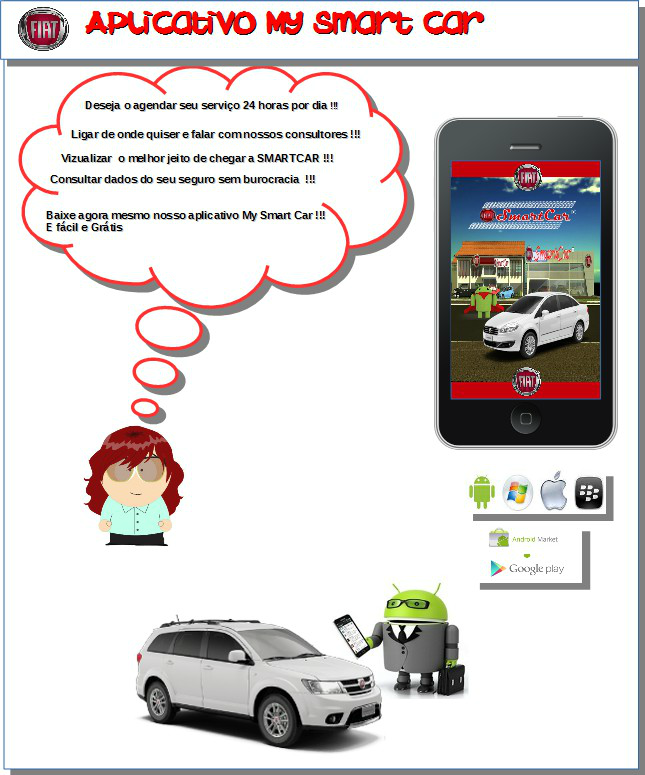 FIAT
Aplicativo My Smart Car
Deseja o agendar seu serviço 24 horas por dia !!!
Ligar de onde quiser e falar com nossos consultores !!!
Vizualizar o melhor jeito de chegar a SMARTCAR !!!
Consultar dados do seu seguro sem burocracia !!!
Baixe agora mesmo nosso aplicativo My Smart Car !!!
E fácil e Grátis
FIAT
SmartCar
FIAT
Android Market
Google play